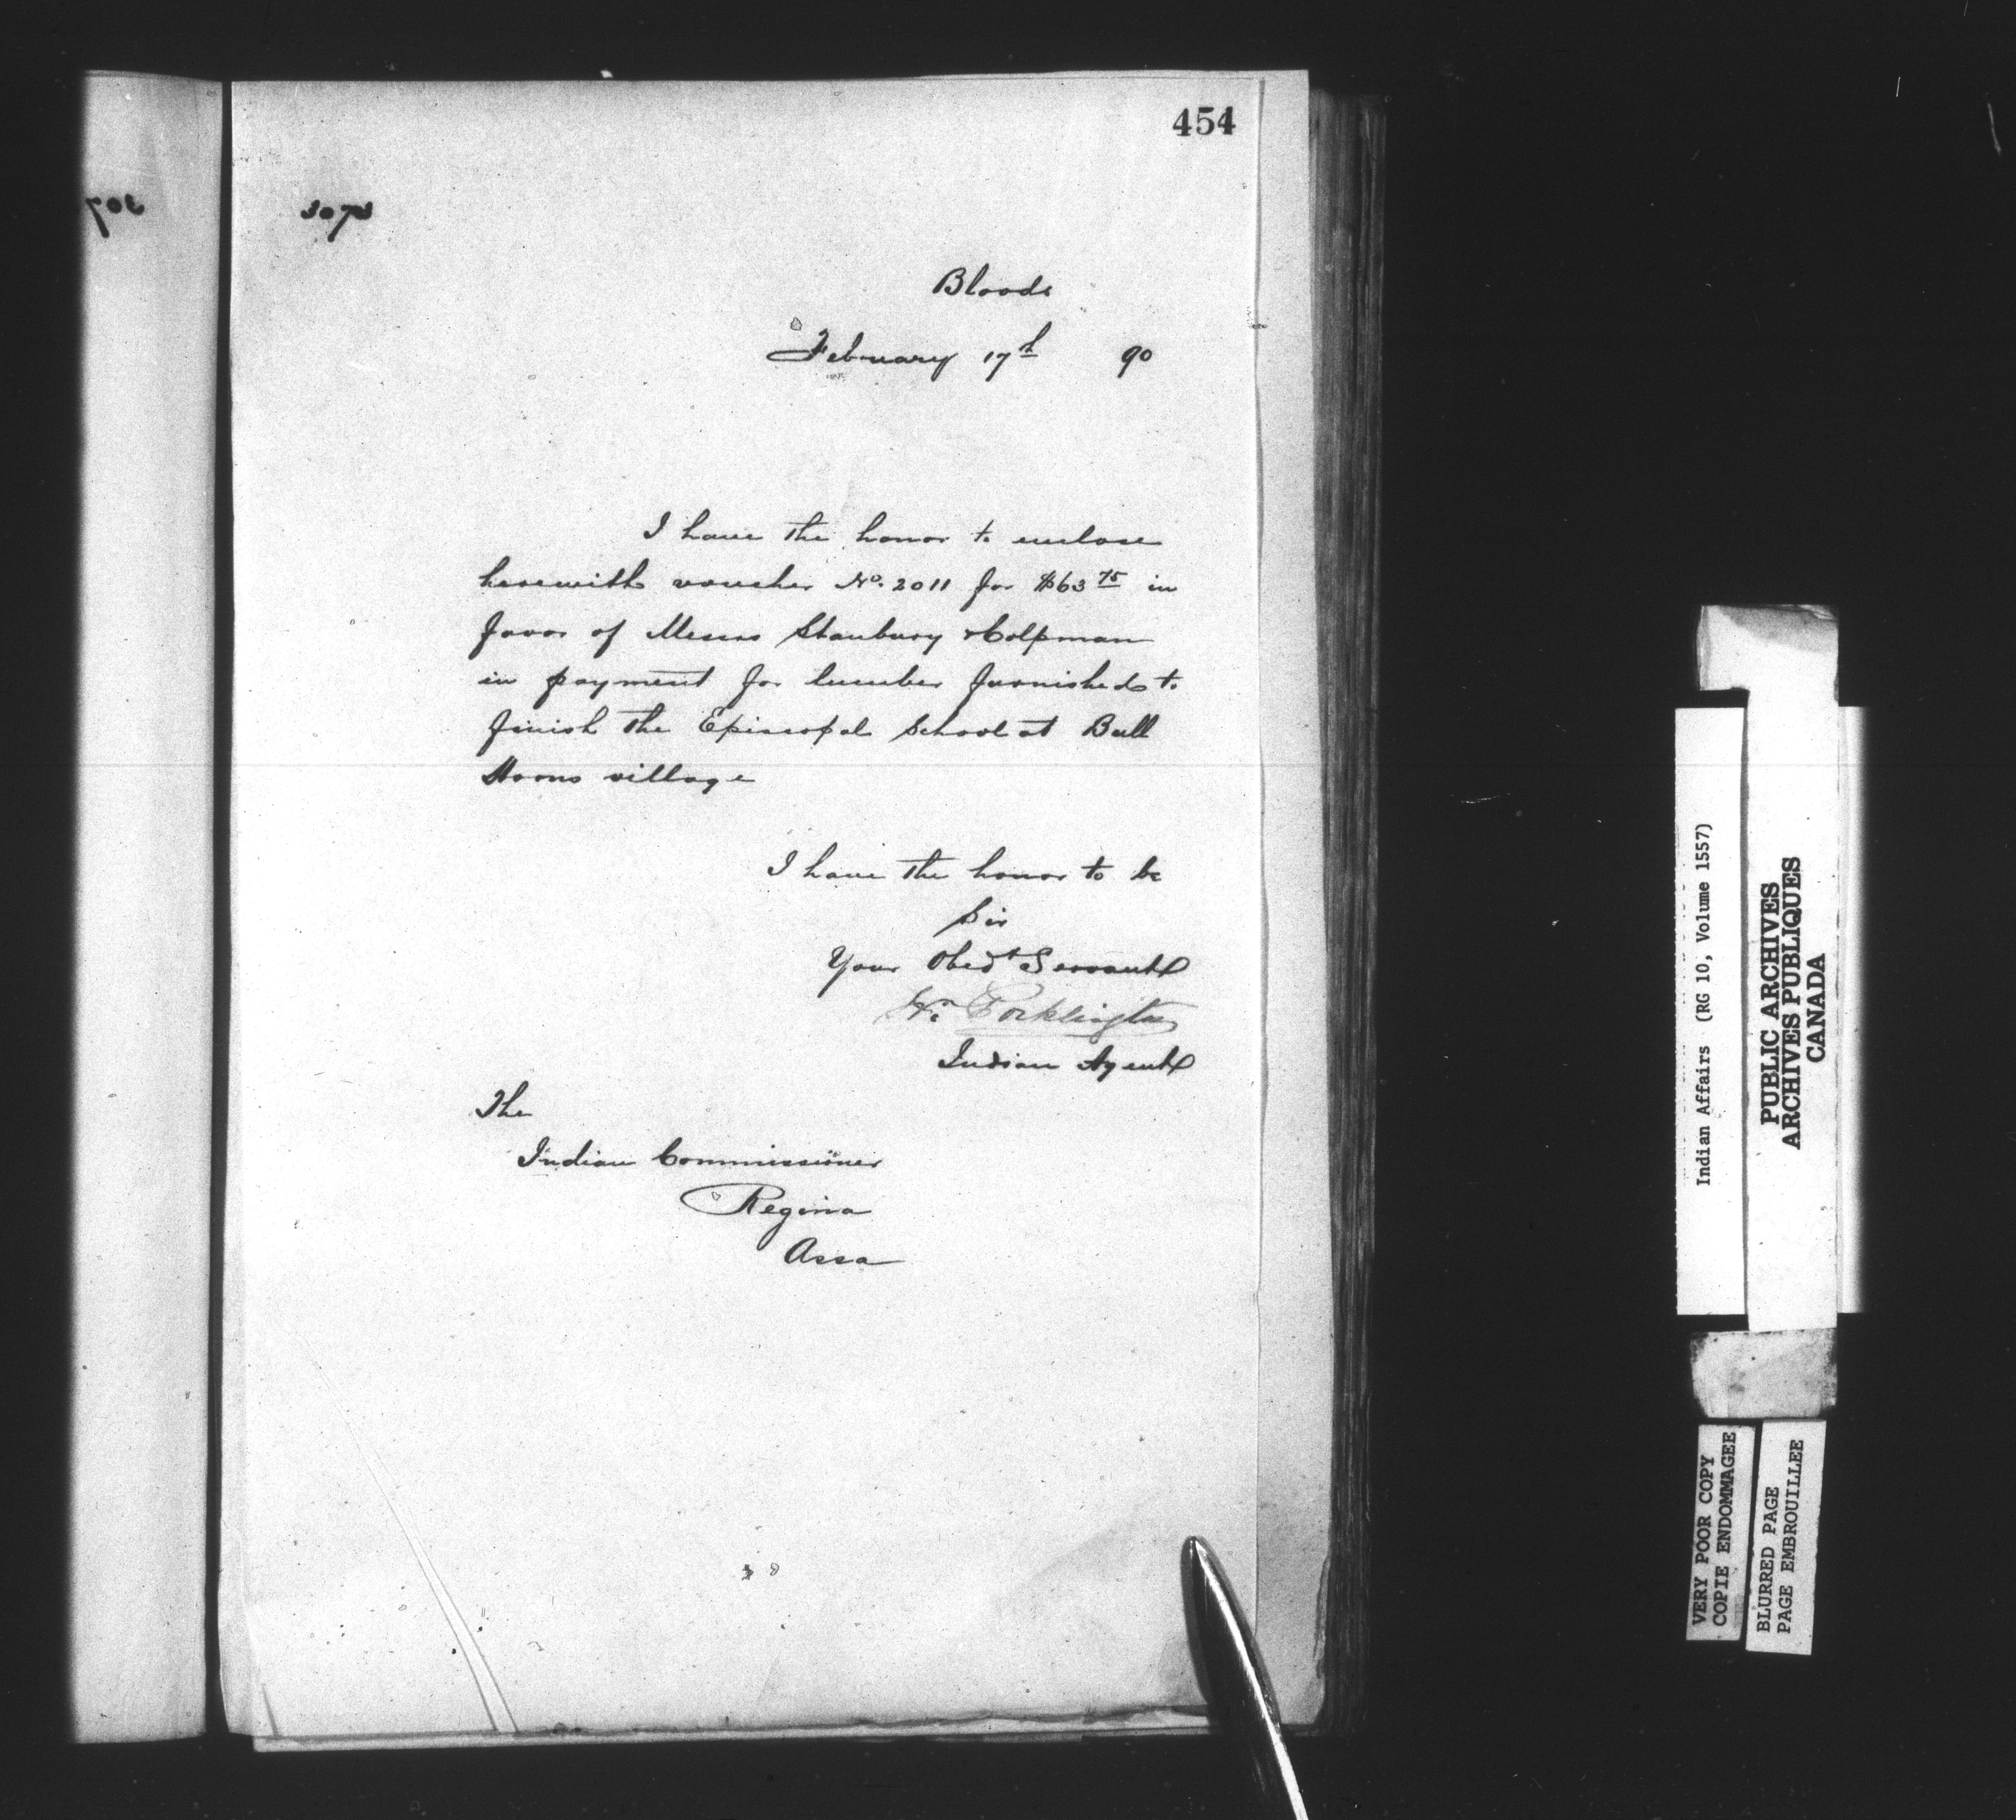 454
3073
Bloods
February 17th 90
I have the honor to enclose
herewith voucher No. 2011 for $63 75 in
favor of Messrs Stanbury & Colpman
in payment for lumber furnished to
finish the Episcopal School at Bull
Horns village
I have the honor to be
Sir
Your Obedt Servant
Wm Pocklington
Indian Agent
The
Indian Commissioner
Regina
Assa
Indian Affairs (RG 10, Volume 1557)
PUBLIC ARCHIVES
ARCHIVES PUBLIQUES
CANADA
VERY POOR COPY
COPIE ENDOMMAGEE
BLURRED PAGE
PAGE EMBROUILLEE